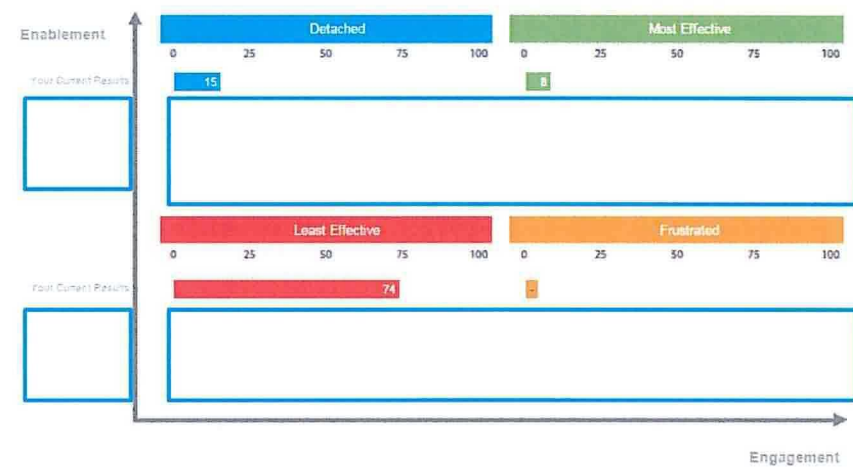 Enablement
Detached
Most Effective
0 25 50 75 100
0 25 50 75 100
Your Current Results
15
8
Least Effective
Frustrated
0 25 50 75 100
0 25 50 75 100
Your Current Results
74
-
Engagement